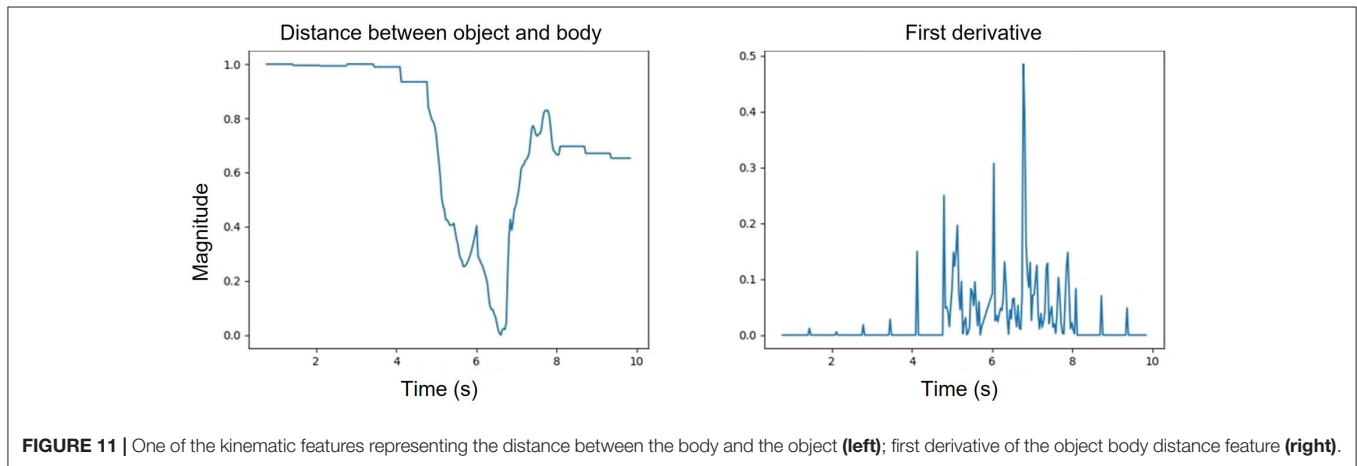 Distance between object and body
First derivative
1.0
0.8
0.6
0.4
0.2
0.0
Magnitude
2 4 6 8 10
Time (s)
0.5
0.4
0.3
0.2
0.1
0.0
2 4 6 8 10
Time (s)
FIGURE 11 | One of the kinematic features representing the distance between the body and the object (left); first derivative of the object body distance feature (right).